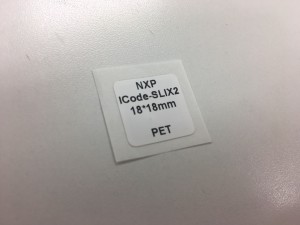 NXP
ICode-SLIX2
18*18mm
PET